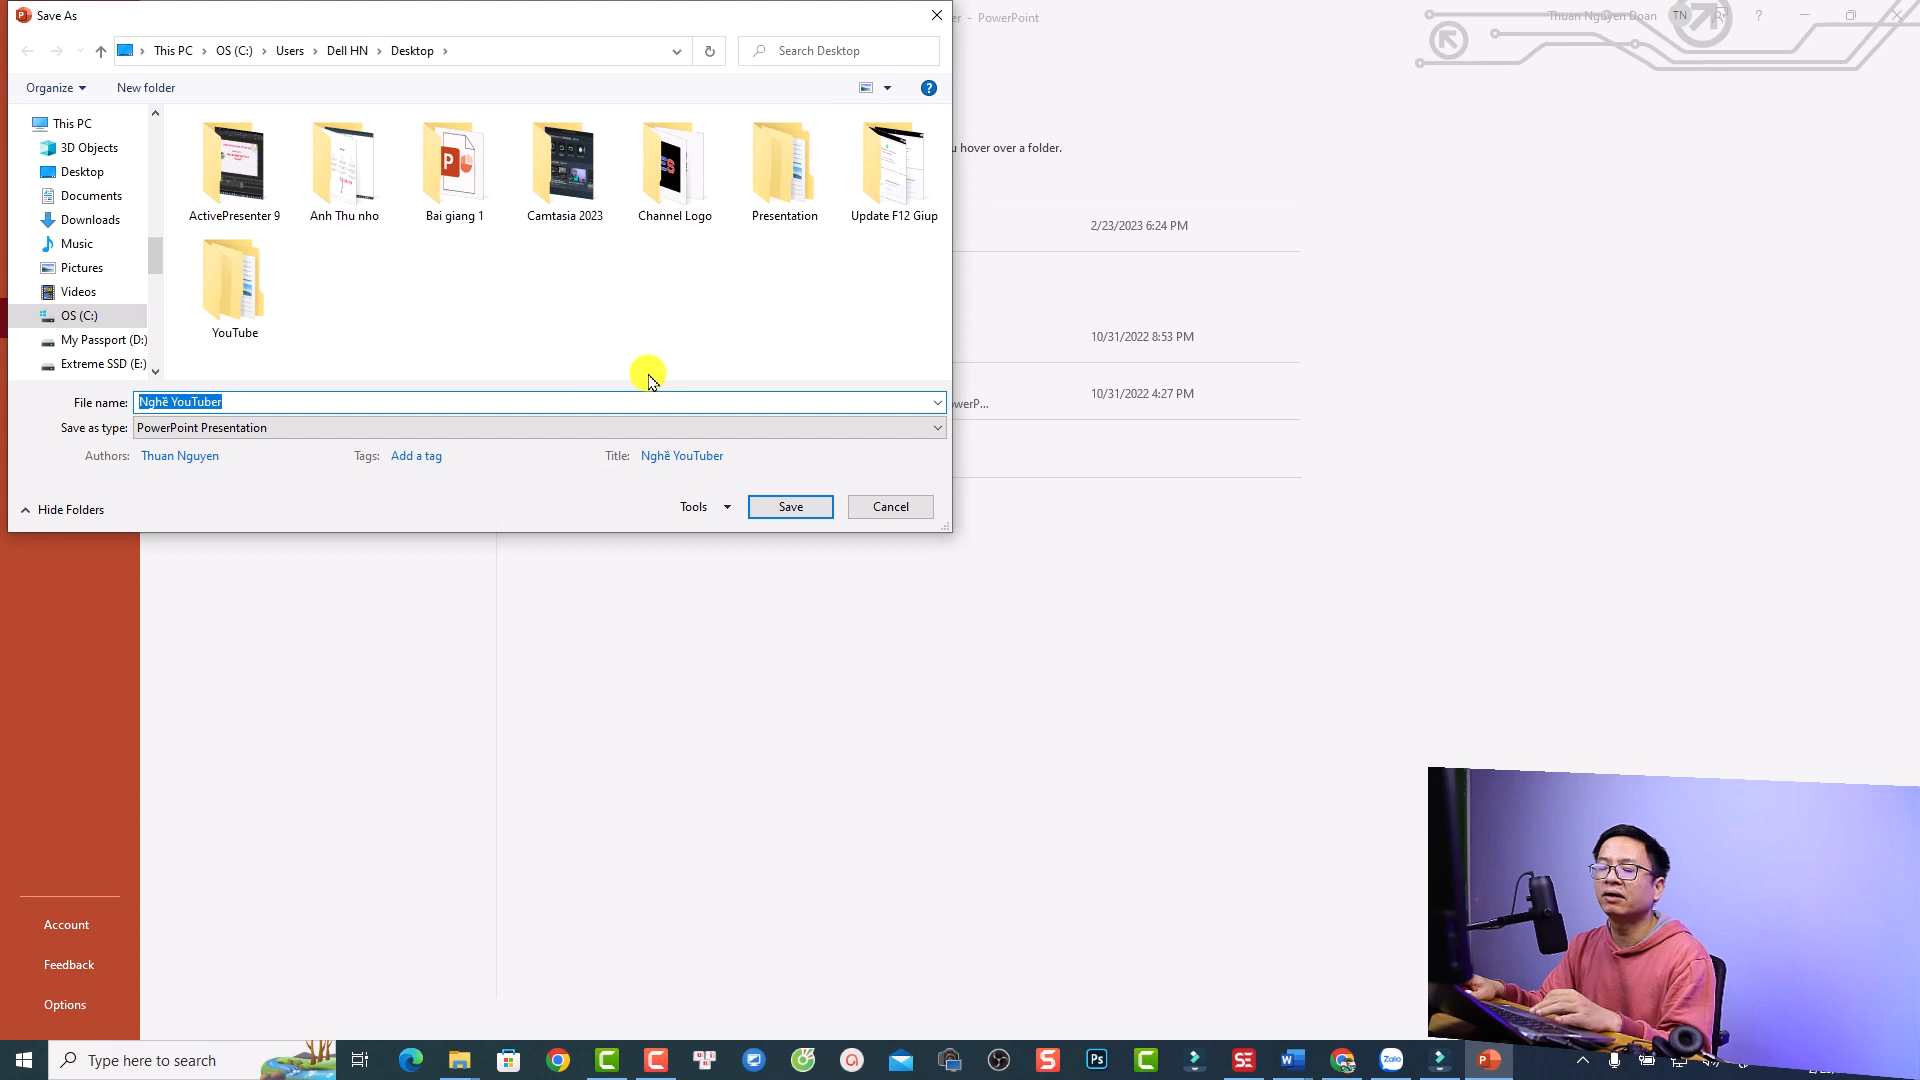 Save As
er - PowerPoint
Thuan Nguyen Doan TN
This PC > OS (C:) > Users > Dell HN > Desktop >
Search Desktop
Organize
New folder
This PC
3D Objects
Desktop
Documents
Downloads
Music
Pictures
Videos
OS (C:)
My Passport (D:)
Extreme SSD (E:)
ActivePresenter 9
Anh Thu nho
Bai giang 1
Camtasia 2023
Channel Logo
Presentation
Update F12 Giup
YouTube
u hover over a folder.
2/23/2023 6:24 PM
10/31/2022 8:53 PM
10/31/2022 4:27 PM
owerP...
File name: Nghề YouTuber
Save as type: PowerPoint Presentation
Authors: Thuan Nguyen
Tags: Add a tag
Title: Nghề YouTuber
Hide Folders
Tools
Save
Cancel
Account
Feedback
Options
Type here to search